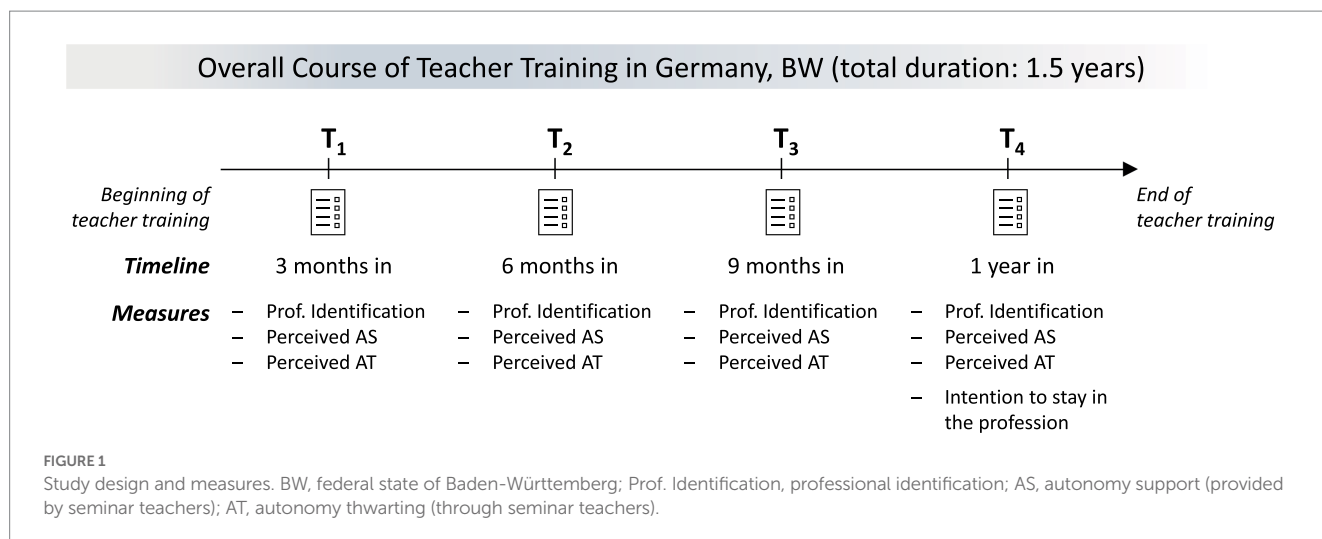 Overall Course of Teacher Training in Germany, BW (total duration: 1.5 years)
T1 T2 T3 T4
Beginning of
teacher training
End of
teacher training
Timeline 3 months in 6 months in 9 months in 1 year in
Measures – Prof. Identification – Prof. Identification – Prof. Identification – Prof. Identification
– Perceived AS – Perceived AS – Perceived AS – Perceived AS
– Perceived AT – Perceived AT – Perceived AT – Perceived AT
– Intention to stay in
the profession
FIGURE 1
Study design and measures. BW, federal state of Baden-Württemberg; Prof. Identification, professional identification; AS, autonomy support (provided
by seminar teachers); AT, autonomy thwarting (through seminar teachers).